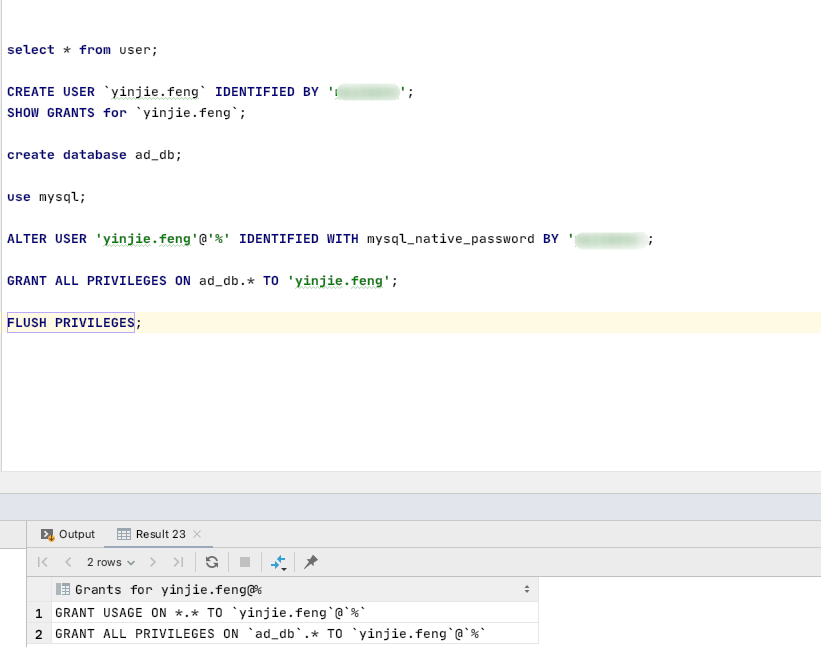 select * from user;
CREATE USER `yinjie.feng` IDENTIFIED BY '';
SHOW GRANTS for `yinjie.feng`;
create database ad_db;
use mysql;
ALTER USER 'yinjie.feng'@'%' IDENTIFIED WITH mysql_native_password BY ' ;
GRANT ALL PRIVILEGES ON ad_db.* TO 'yinjie.feng';
FLUSH PRIVILEGES;
Output Result 23
2 rows
Grants for yinjie.feng@%
1 GRANT USAGE ON *.* TO `yinjie.feng`@`%`
2 GRANT ALL PRIVILEGES ON `ad_db`.* TO `yinjie.feng`@`%`